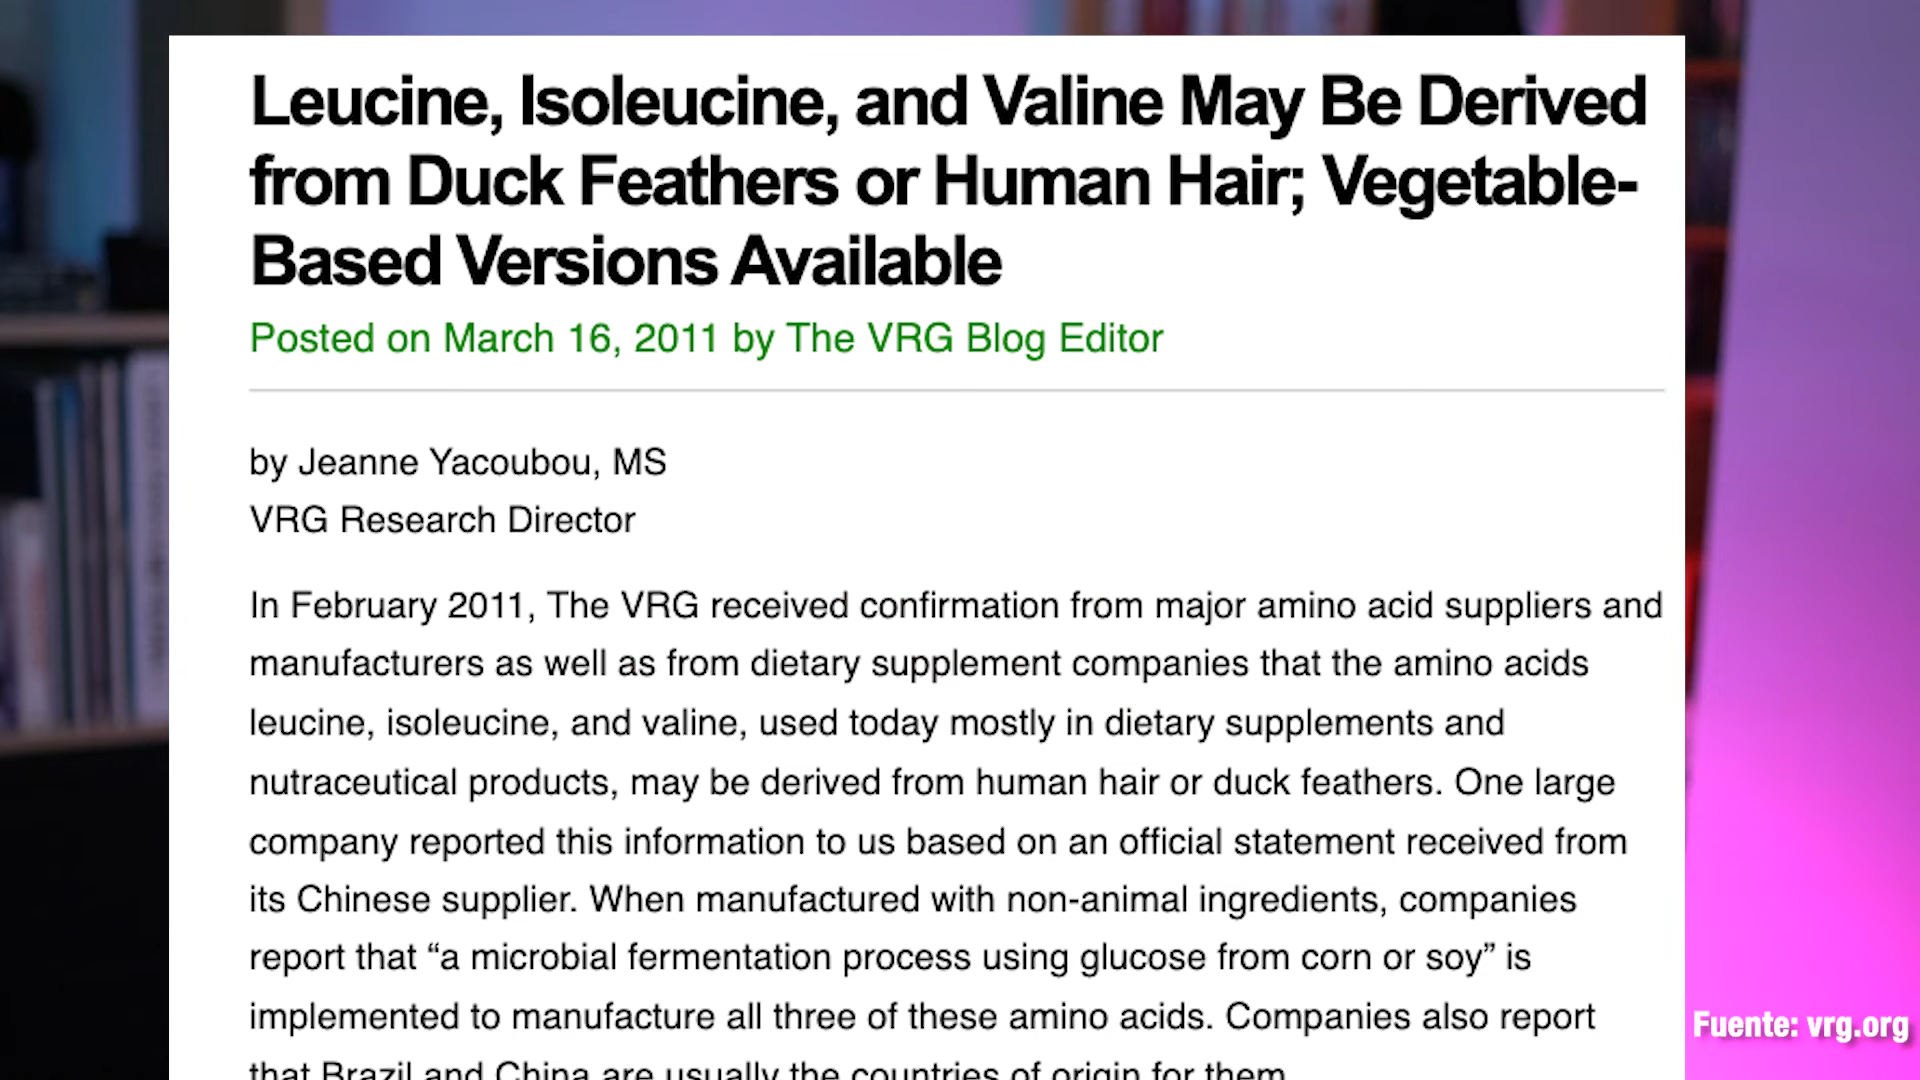 Leucine, Isoleucine, and Valine May Be Derived
from Duck Feathers or Human Hair; Vegetable-
Based Versions Available
Posted on March 16, 2011 by The VRG Blog Editor
by Jeanne Yacoubou, MS
VRG Research Director
In February 2011, The VRG received confirmation from major amino acid suppliers and
manufacturers as well as from dietary supplement companies that the amino acids
leucine, isoleucine, and valine, used today mostly in dietary supplements and
nutraceutical products, may be derived from human hair or duck feathers. One large
company reported this information to us based on an official statement received from
its Chinese supplier. When manufactured with non-animal ingredients, companies
report that “a microbial fermentation process using glucose from corn or soy” is
implemented to manufacture all three of these amino acids. Companies also report
that Brazil and China are usually the countries of origin for them.
Fuente: vrg.org